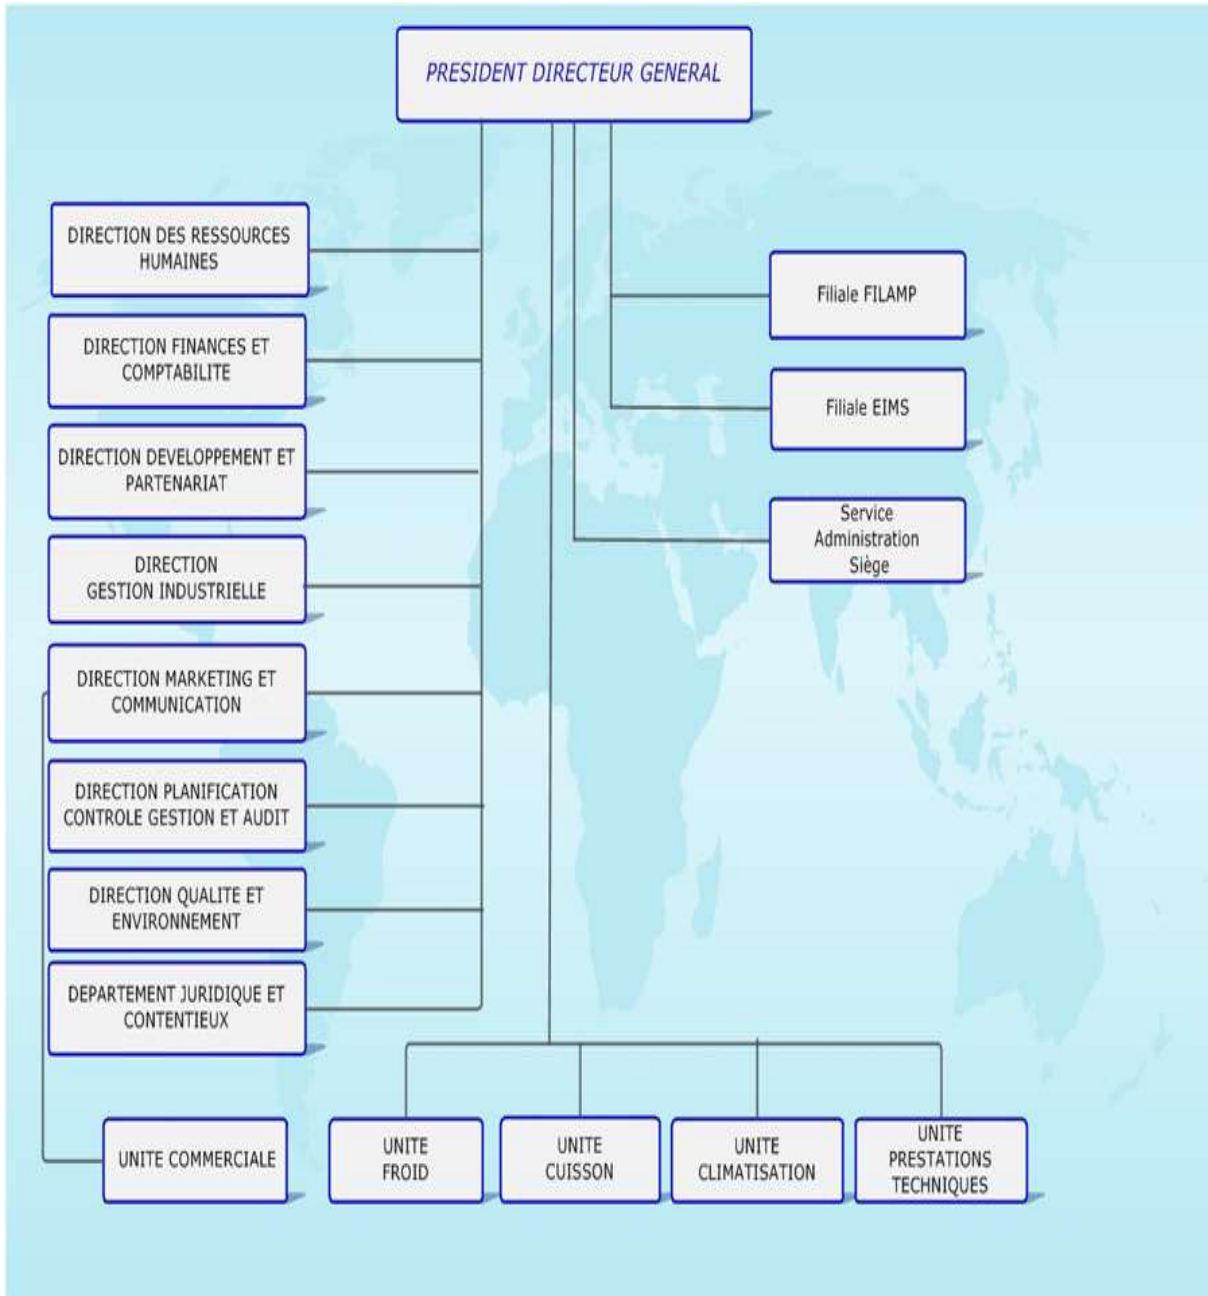 PRESIDENT DIRECTEUR GENERAL
DIRECTION DES RESSOURCES
HUMAINES
DIRECTION FINANCES ET
COMPTABILITE
DIRECTION DEVELOPPEMENT ET
PARTENARIAT
DIRECTION
GESTION INDUSTRIELLE
DIRECTION MARKETING ET
COMMUNICATION
DIRECTION PLANIFICATION
CONTROLE GESTION ET AUDIT
DIRECTION QUALITE ET
ENVIRONNEMENT
DEPARTEMENT JURIDIQUE ET
CONTENTIEUX
Filiale FILAMP
Filiale EIMS
Service
Administration
Siège
UNITE COMMERCIALE
UNITE
FROID
UNITE
CUISSON
UNITE
CLIMATISATION
UNITE
PRESTATIONS
TECHNIQUES